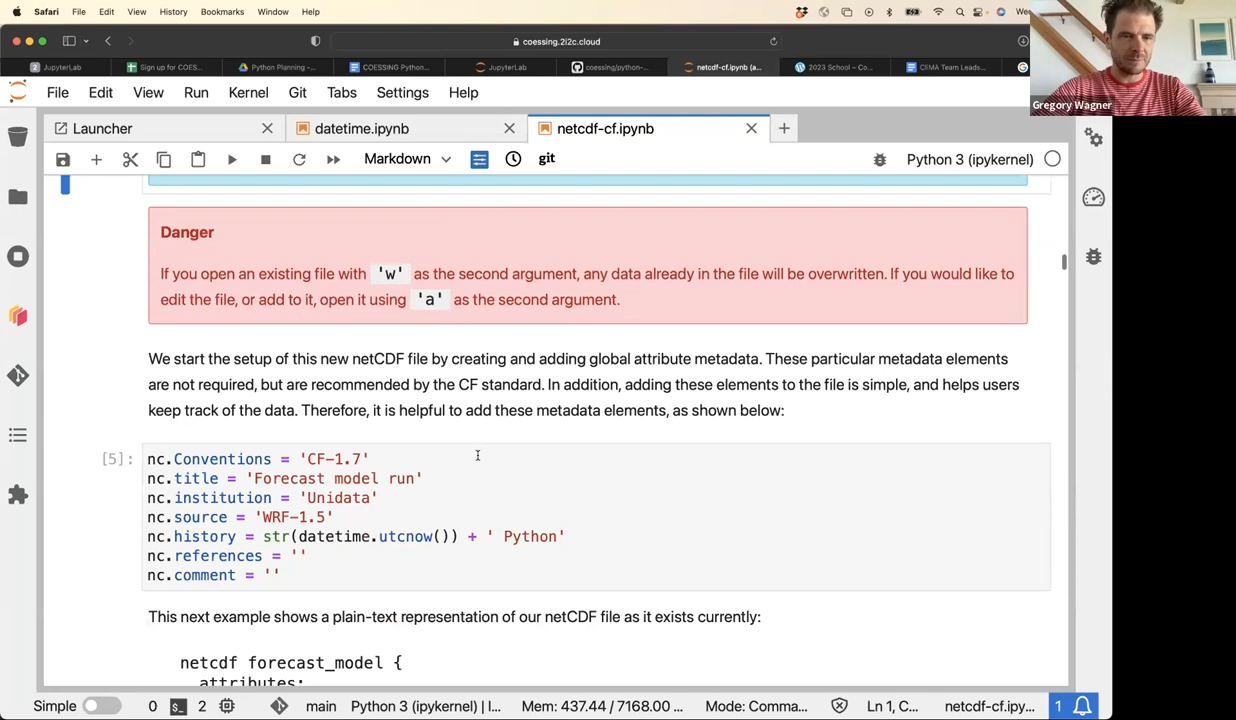 Safari File Edit View History Bookmarks Window Help
coessing.2i2c.cloud
JupyterLab
Sign up for COES...
Python Planning -...
COESSING Python...
JupyterLab
coessing/python-...
netcdf-cf.ipynb (a...
2023 School – Co...
CliMA Team Leads...
Gregory Wagner
File Edit View Run Kernel Git Tabs Settings Help
Launcher
datetime.ipynb
netcdf-cf.ipynb
Markdown
git
Python 3 (ipykernel)
Danger
If you open an existing file with 'w' as the second argument, any data already in the file will be overwritten. If you would like to
edit the file, or add to it, open it using 'a' as the second argument.
We start the setup of this new netCDF file by creating and adding global attribute metadata. These particular metadata elements
are not required, but are recommended by the CF standard. In addition, adding these elements to the file is simple, and helps users
keep track of the data. Therefore, it is helpful to add these metadata elements, as shown below:
[5]:
nc.Conventions = 'CF-1.7'
nc.title = 'Forecast model run'
nc.institution = 'Unidata'
nc.source = 'WRF-1.5'
nc.history = str(datetime.utcnow()) + ' Python'
nc.references = ''
nc.comment = ''
This next example shows a plain-text representation of our netCDF file as it exists currently:
netcdf forecast_model {
attributes:
Simple 0 2 main Python 3 (ipykernel) | I... Mem: 437.44 / 7168.00 ... Mode: Comma... Ln 1, C... netcdf-cf.ipy... 1